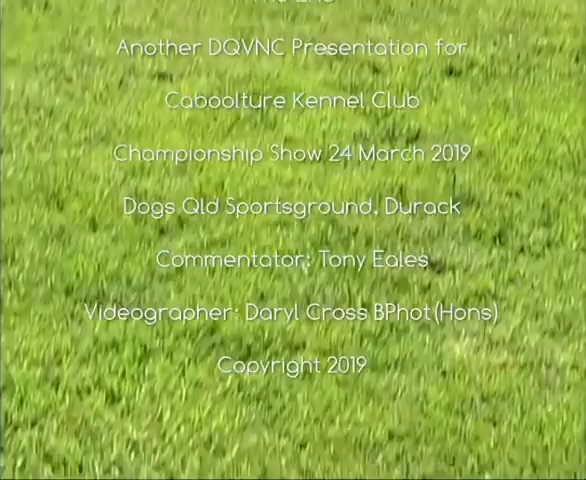 Another DQVNC Presentation for
Caboolture Kennel Club
Championship Show 24 March 2019
Dogs Qld Sportsground, Durack
Commentator: Tony Eales
Videographer: Daryl Cross BPhot(Hons)
Copyright 2019